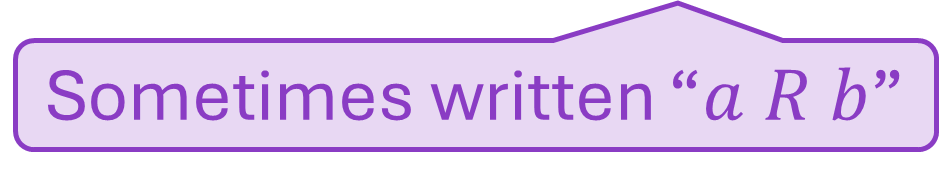 Sometimes written “a R b”